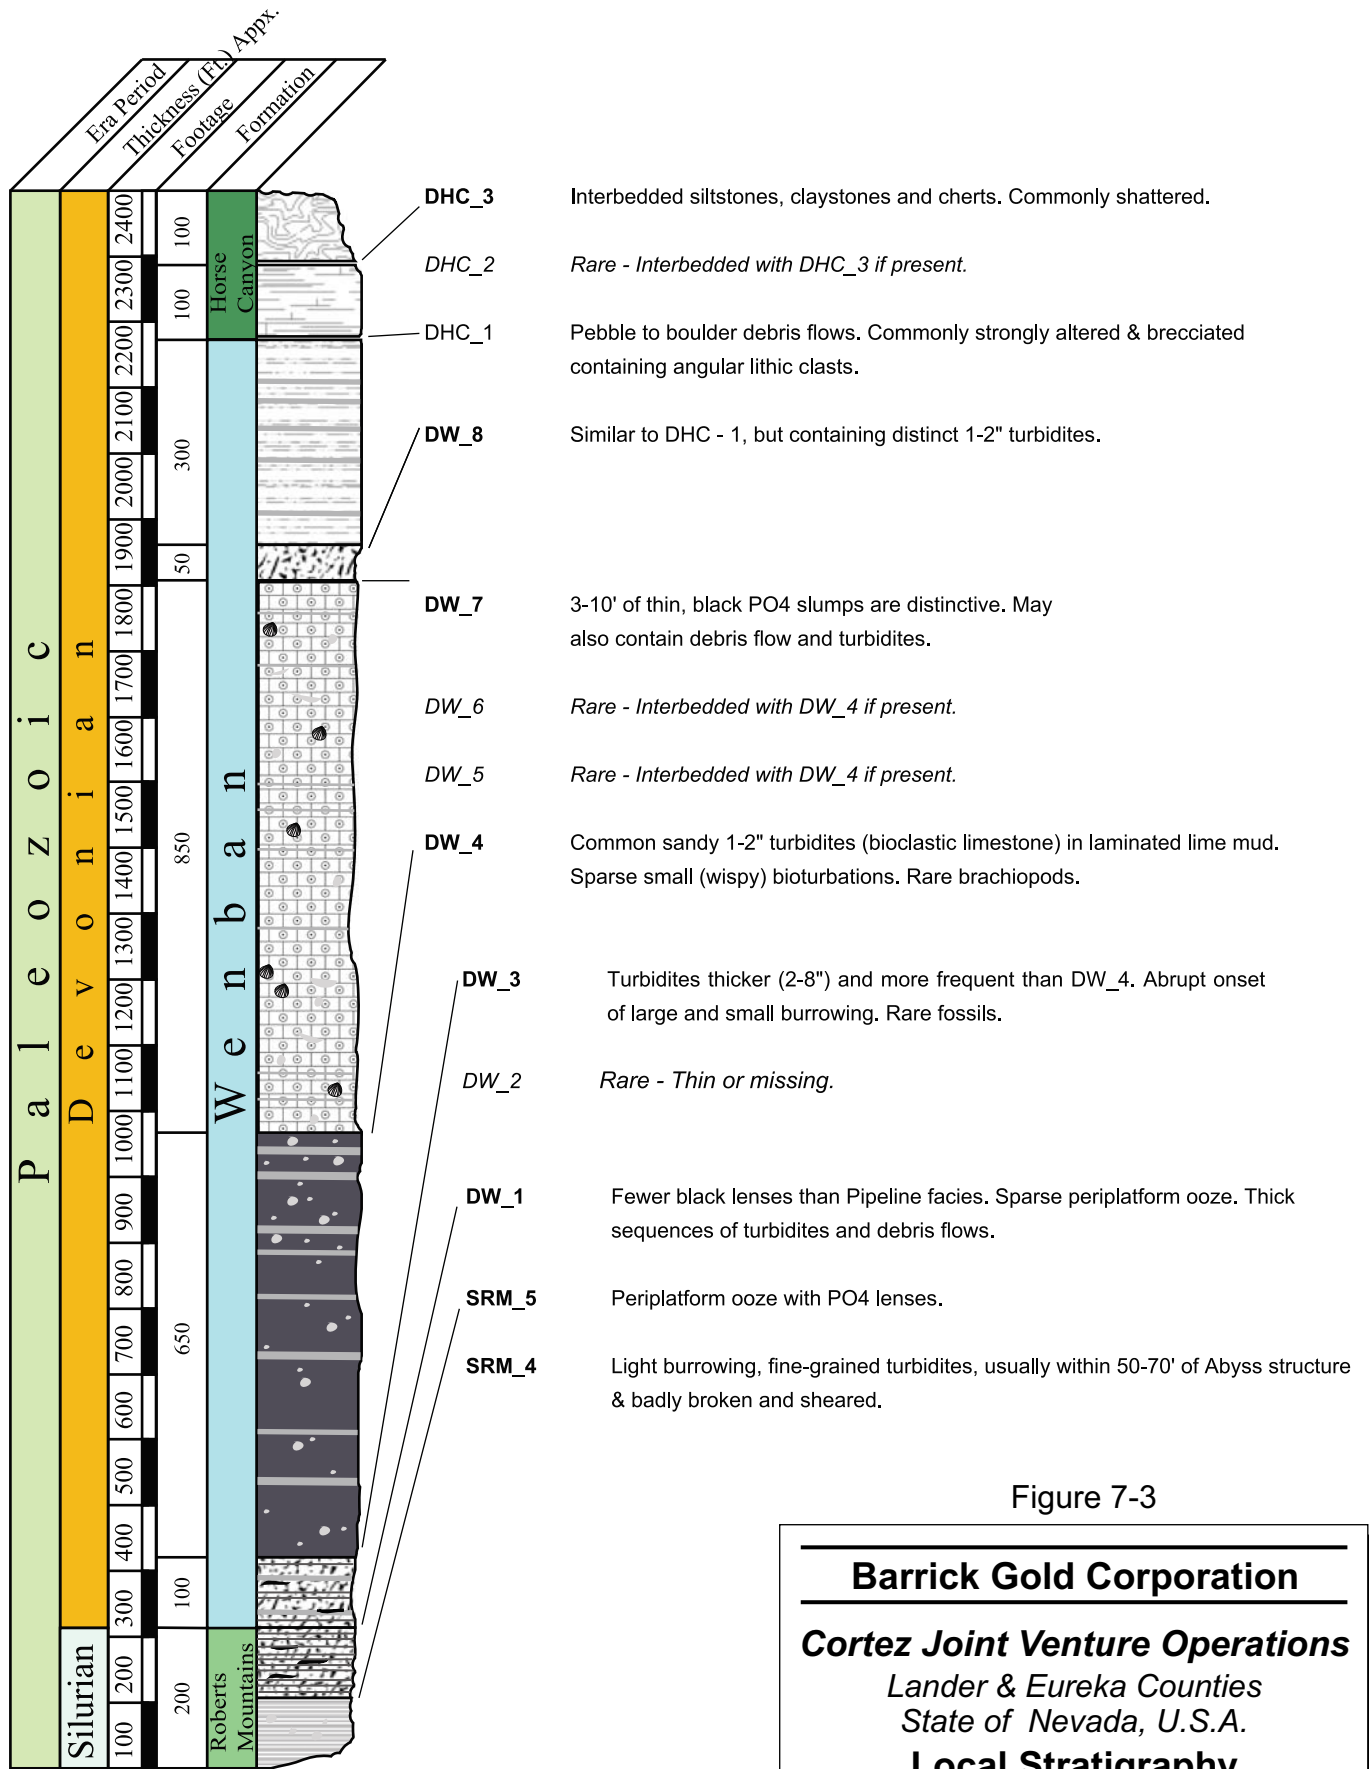 Era Period
Thickness (Ft.) Appx.
Footage
Formation
Paleozoic
Devonian
Silurian
2400
2300
2200
2100
2000
1900
1800
1700
1600
1500
1400
1300
1200
1100
1000
900
800
700
600
500
400
300
200
100
100
100
300
50
850
650
100
200
Horse
Canyon
Wenban
Roberts
Mountains
DHC_3 Interbedded siltstones, claystones and cherts. Commonly shattered.
DHC_2 Rare - Interbedded with DHC_3 if present.
DHC_1 Pebble to boulder debris flows. Commonly strongly altered & brecciated
containing angular lithic clasts.
DW_8 Similar to DHC - 1, but containing distinct 1-2" turbidites.
DW_7 3-10' of thin, black PO4 slumps are distinctive. May
also contain debris flow and turbidites.
DW_6 Rare - Interbedded with DW_4 if present.
DW_5 Rare - Interbedded with DW_4 if present.
DW_4 Common sandy 1-2" turbidites (bioclastic limestone) in laminated lime mud.
Sparse small (wispy) bioturbations. Rare brachiopods.
DW_3 Turbidites thicker (2-8") and more frequent than DW_4. Abrupt onset
of large and small burrowing. Rare fossils.
DW_2 Rare - Thin or missing.
DW_1 Fewer black lenses than Pipeline facies. Sparse periplatform ooze. Thick
sequences of turbidites and debris flows.
SRM_5 Periplatform ooze with PO4 lenses.
SRM_4 Light burrowing, fine-grained turbidites, usually within 50-70' of Abyss structure
& badly broken and sheared.
Figure 7-3
Barrick Gold Corporation
Cortez Joint Venture Operations
Lander & Eureka Counties
State of Nevada, U.S.A.
Local Stratigraphy